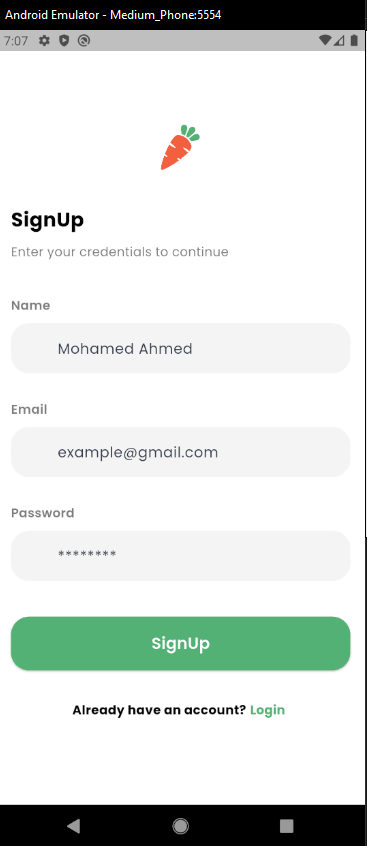 Android Emulator - Medium_Phone:5554
7:07
SignUp
Enter your credentials to continue
Name
Mohamed Ahmed
Email
example@gmail.com
Password
********
SignUp
Already have an account? Login